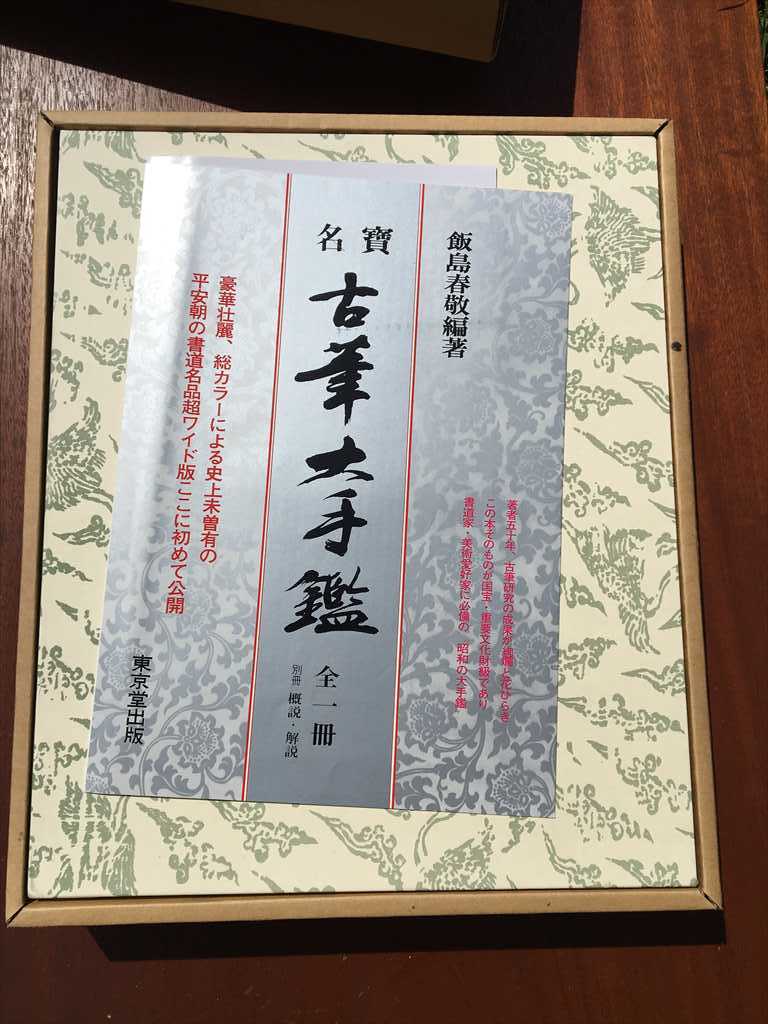 飯島春敬編著
著者五十年、古筆研究の成果が絢爛と花ひらき
この本そのものが国宝・重要文化財級であり
書道家・美術愛好家に必備の、昭和の大手鑑
名寶
古筆大手鑑
全一冊
別冊 概説・解説
豪華壮麗、総カラーによる史上未曽有の
平安朝の書道名品超ワイド版ここに初めて公開
東京堂出版